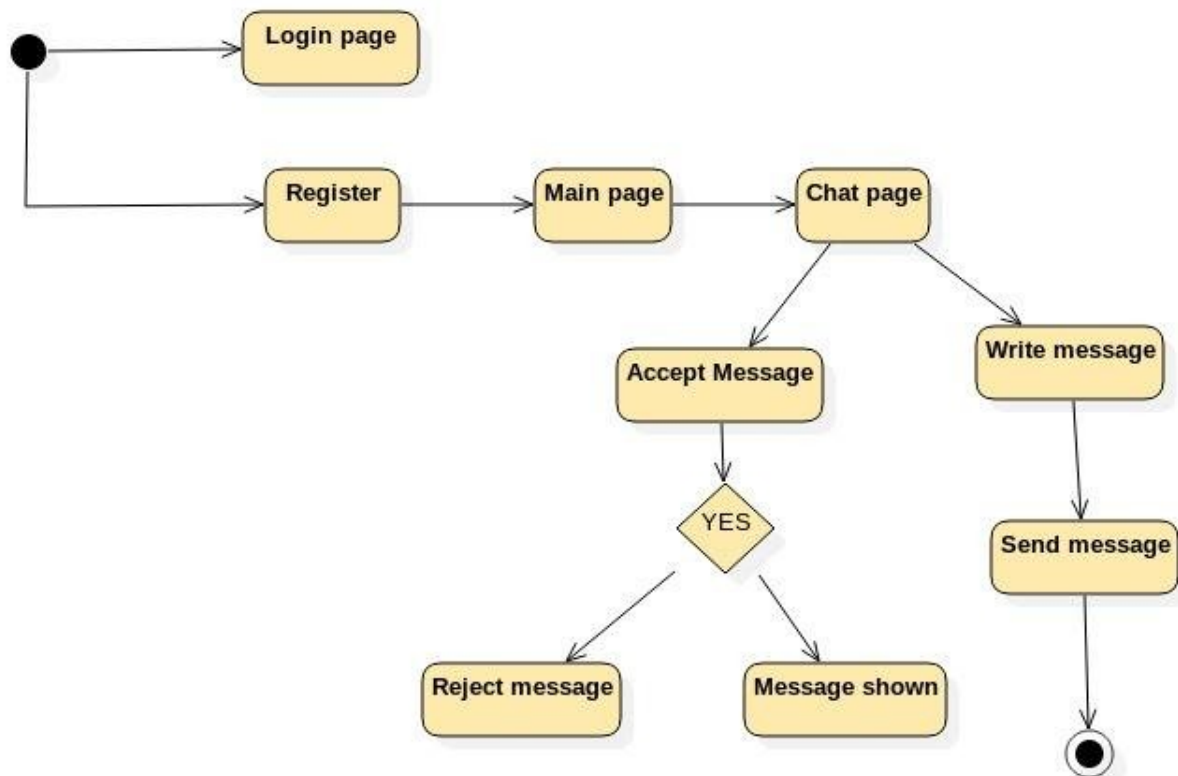 Login page
Register
Main page
Chat page
Write message
Accept Message
YES
Send message
Reject message
Message shown